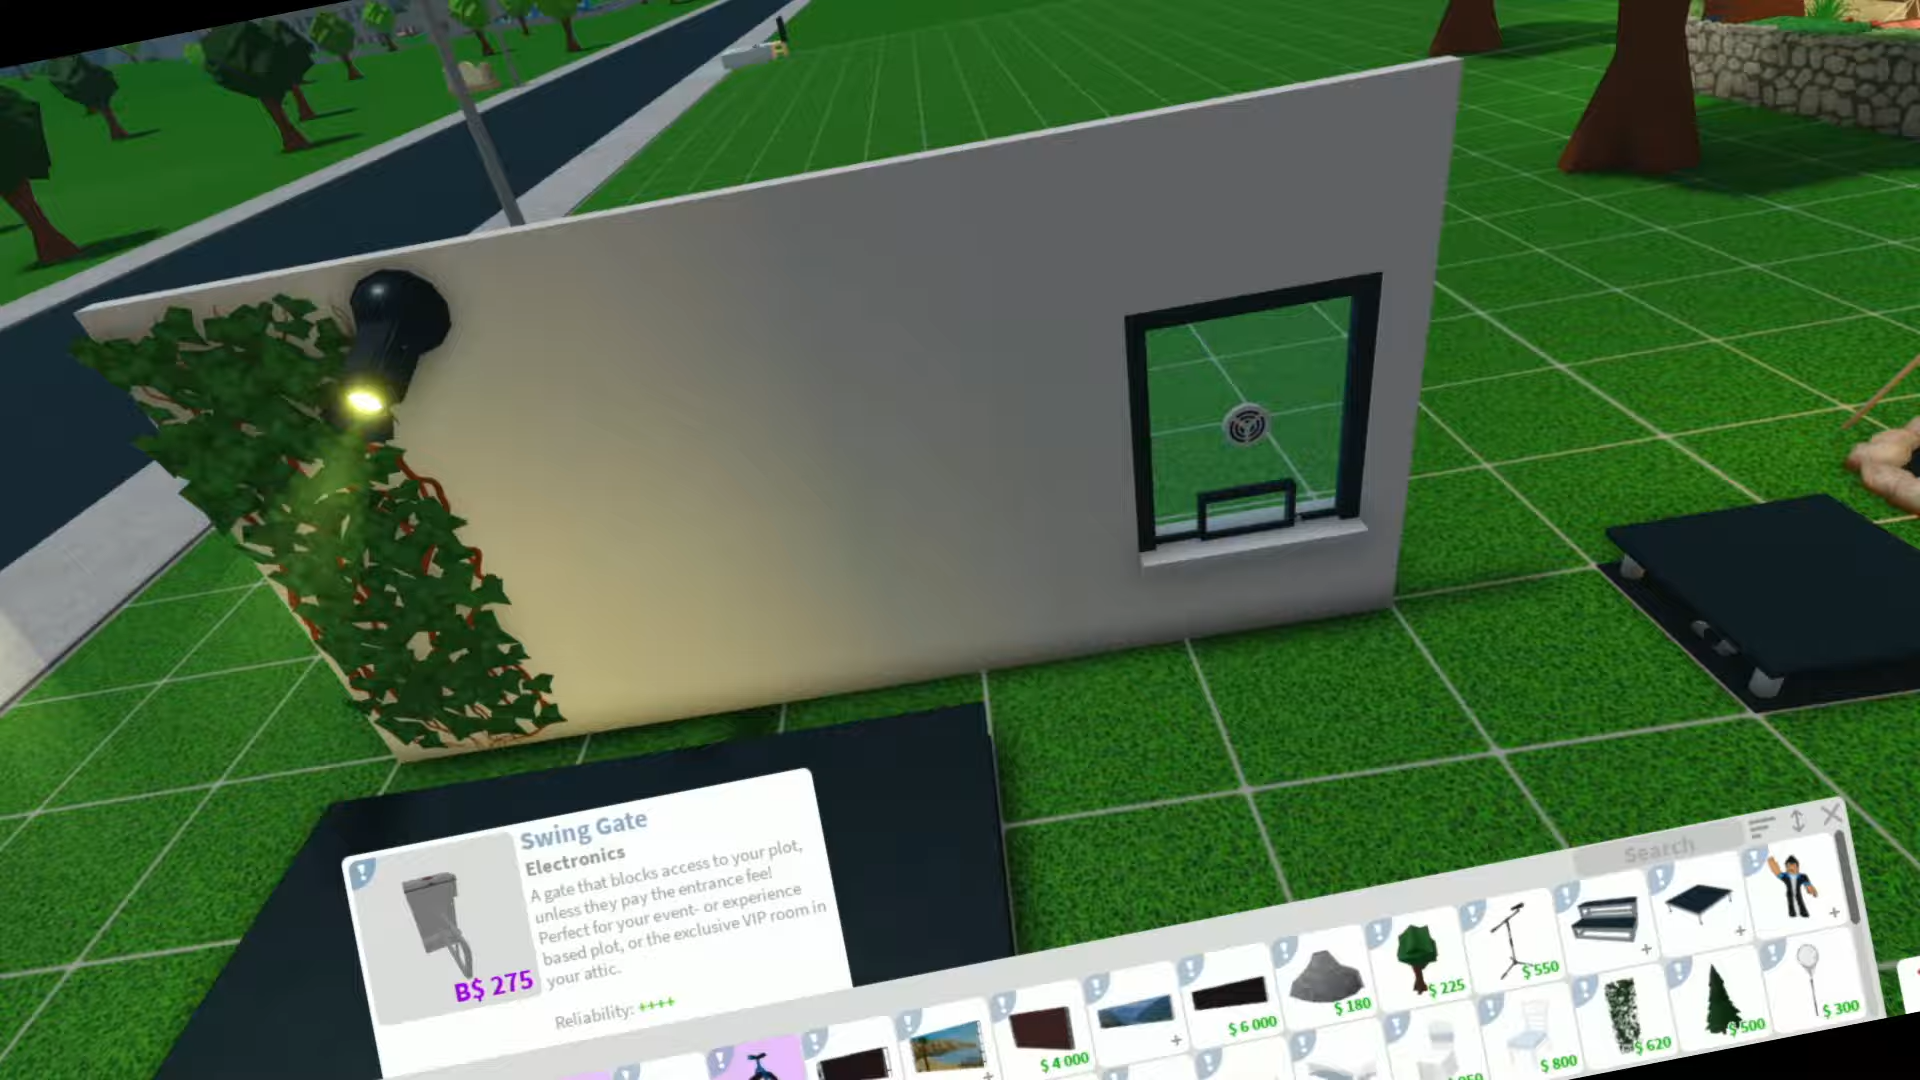 Swing Gate
Electronics
A gate that blocks access to your plot,
unless they pay the entrance fee!
Perfect for your event- or experience
based plot, or the exclusive VIP room in
your attic.
B$ 275
Reliability: ++++
Search
$ 4 000
$ 6 000
$ 180
$ 225
$ 550
$ 800
$ 620
$ 500
$ 300